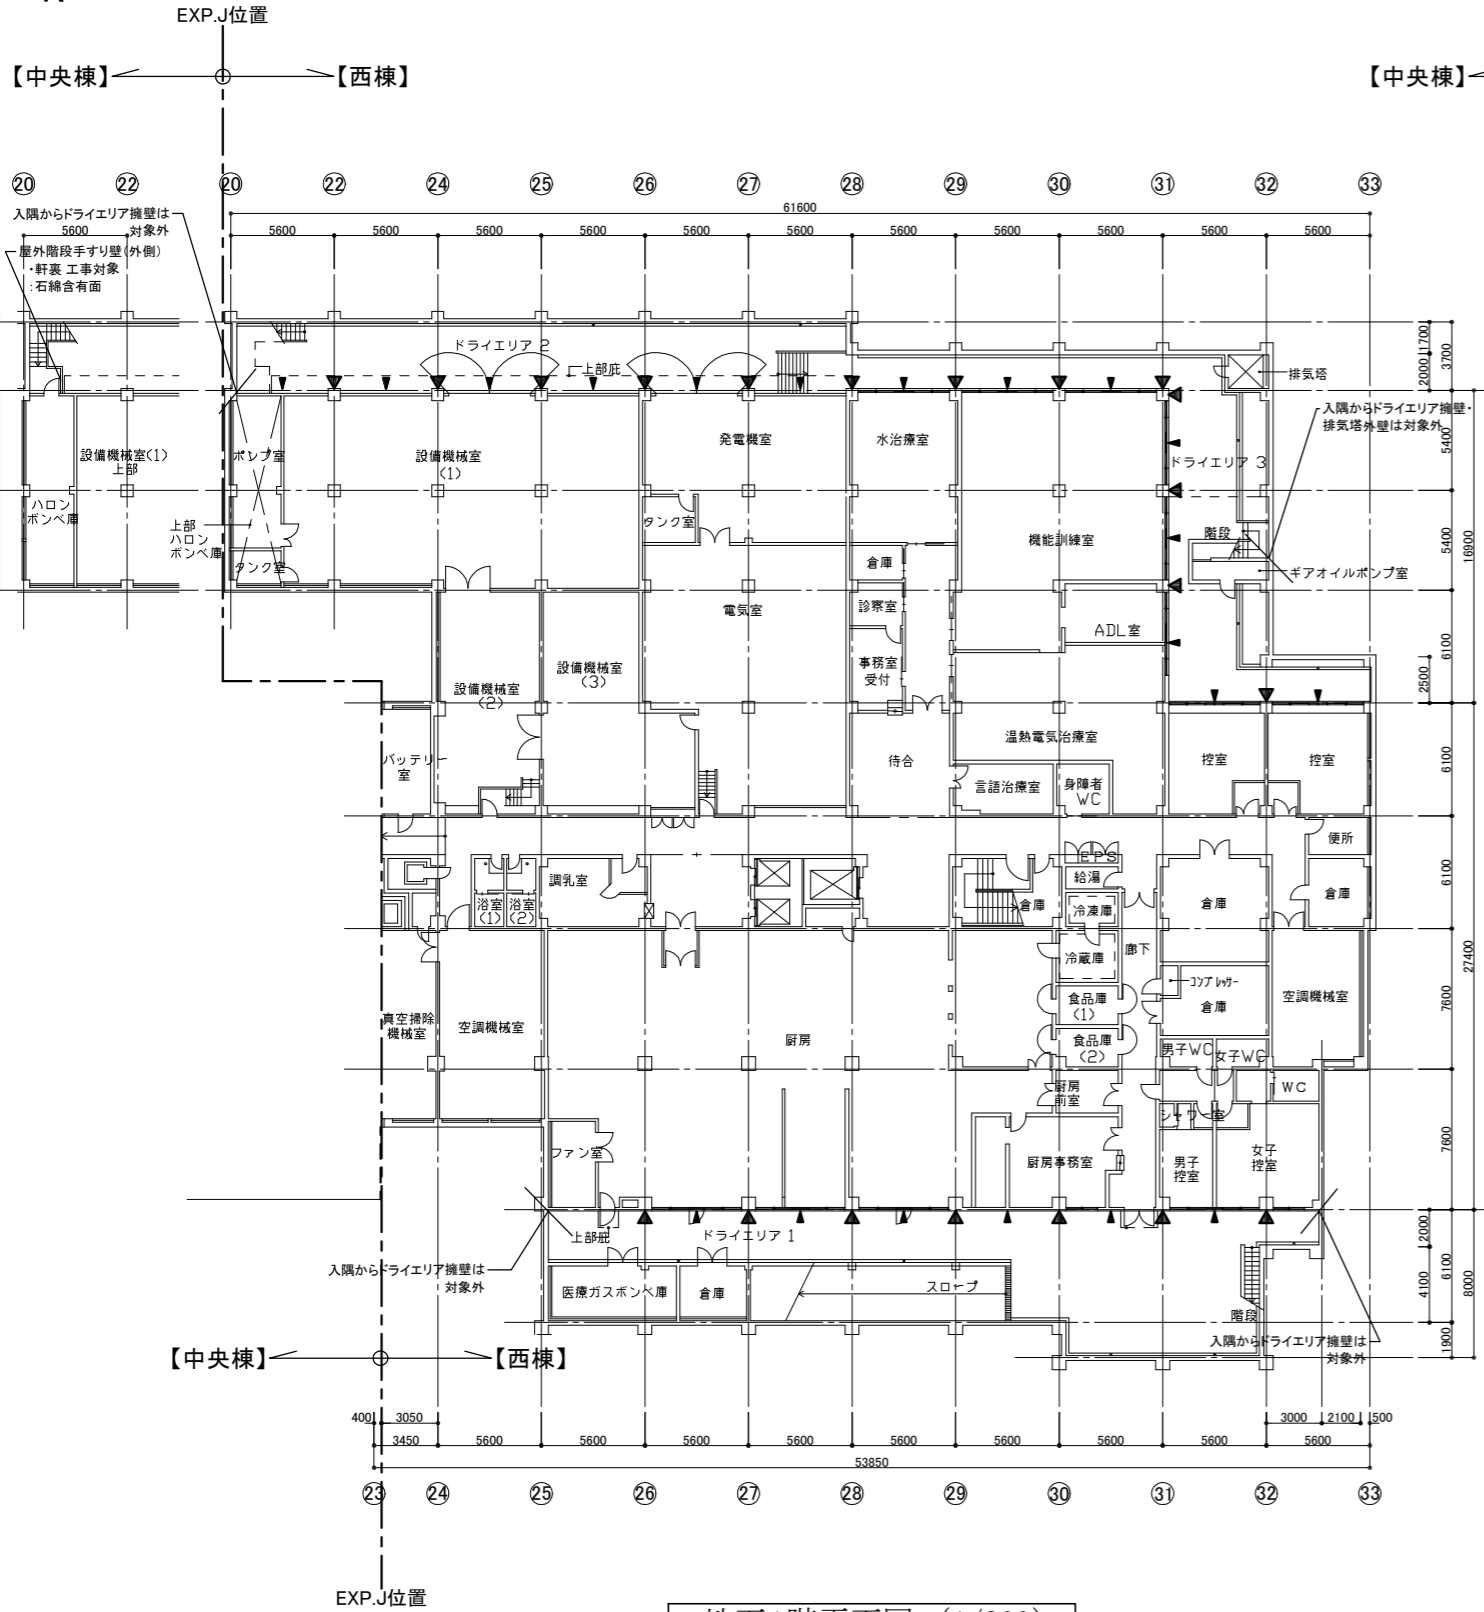 EXP.J位置
【中央棟】
【西棟】
【中央棟】
20 22 20 22 24 25 26 27 28 29 30 31 32 33
入隅からドライエリア擁壁は
対象外
61600
5600 5600 5600 5600 5600 5600 5600 5600 5600 5600 5600 5600
屋外階段手すり壁(外側)
・軒裏 工事対象
:石綿含有面
ドライエリア 2
上部庇
排気塔
入隅からドライエリア擁壁・
排気塔外壁は対象外
1700
2000
3700
設備機械室(1)
上部
ポンプ室
設備機械室
(1)
発電機室
水治療室
ドライエリア 3
5400
ハロン
ボンベ庫
上部
ハロン
ボンベ庫
タンク室
タンク室
倉庫
機能訓練室
階段
ギアオイルポンプ室
5400
16900
電気室
診察室
ADL室
事務室
受付
設備機械室
(2)
設備機械室
(3)
6100
2500
バッテリー
室
待合
温熱電気治療室
言語治療室
身障者
WC
控室
控室
6100
便所
EPS
給湯
調乳室
浴室
(1)
浴室
(2)
倉庫
冷凍庫
倉庫
倉庫
6100
冷蔵庫
廊下
コンプレッサー
倉庫
空調機械室
食品庫
(1)
食品庫
(2)
真空掃除
機械室
空調機械室
厨房
7600
27400
男子WC
女子WC
WC
厨房
前室
シャワー室
ファン室
厨房事務室
男子
控室
女子
控室
7600
上部庇
ドライエリア 1
入隅からドライエリア擁壁は
対象外
医療ガスボンベ庫
倉庫
スロープ
階段
2000
4100
6100
8000
1900
入隅からドライエリア擁壁は
対象外
【中央棟】
【西棟】
400 3050
3000 2100 500
3450 5600 5600 5600 5600 5600 5600 5600 5600 5600
53850
23 24 25 26 27 28 29 30 31 32 33
EXP.J位置